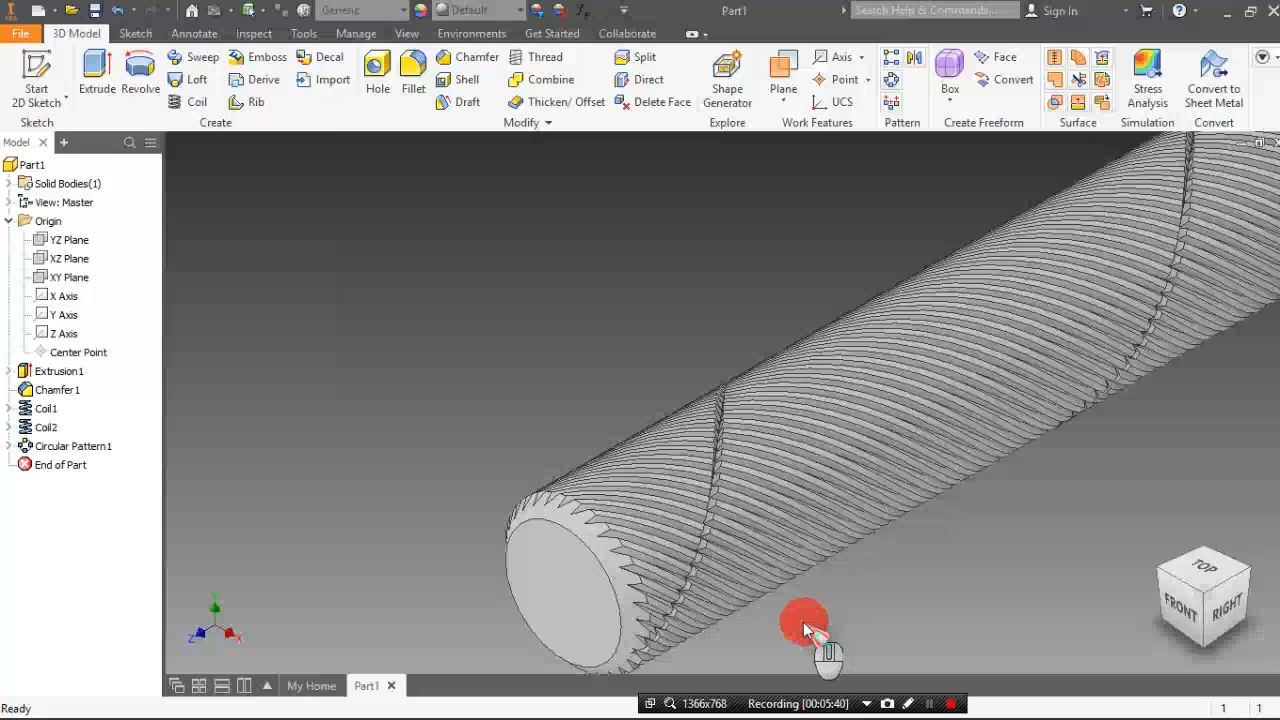 Generic Default Part1 Search Help & Commands... Sign In
File 3D Model Sketch Annotate Inspect Tools Manage View Environments Get Started Collaborate
Start 2D Sketch
Extrude Revolve
Sweep Emboss Decal
Loft Derive Import
Coil Rib
Hole Fillet
Chamfer Thread Split
Shell Combine Direct
Draft Thicken/ Offset Delete Face
Shape Generator
Plane
Axis
Point
UCS
Box
Face
Convert
Stress Analysis
Convert to Sheet Metal
Sketch Create Modify Explore Work Features Pattern Create Freeform Surface Simulation Convert
Model
Part1
Solid Bodies(1)
View: Master
Origin
YZ Plane
XZ Plane
XY Plane
X Axis
Y Axis
Z Axis
Center Point
Extrusion1
Chamfer1
Coil1
Coil2
Circular Pattern1
End of Part
TOP
FRONT RIGHT
Z X
My Home Part1
1366x768 Recording [00:05:40]
Ready 1 1